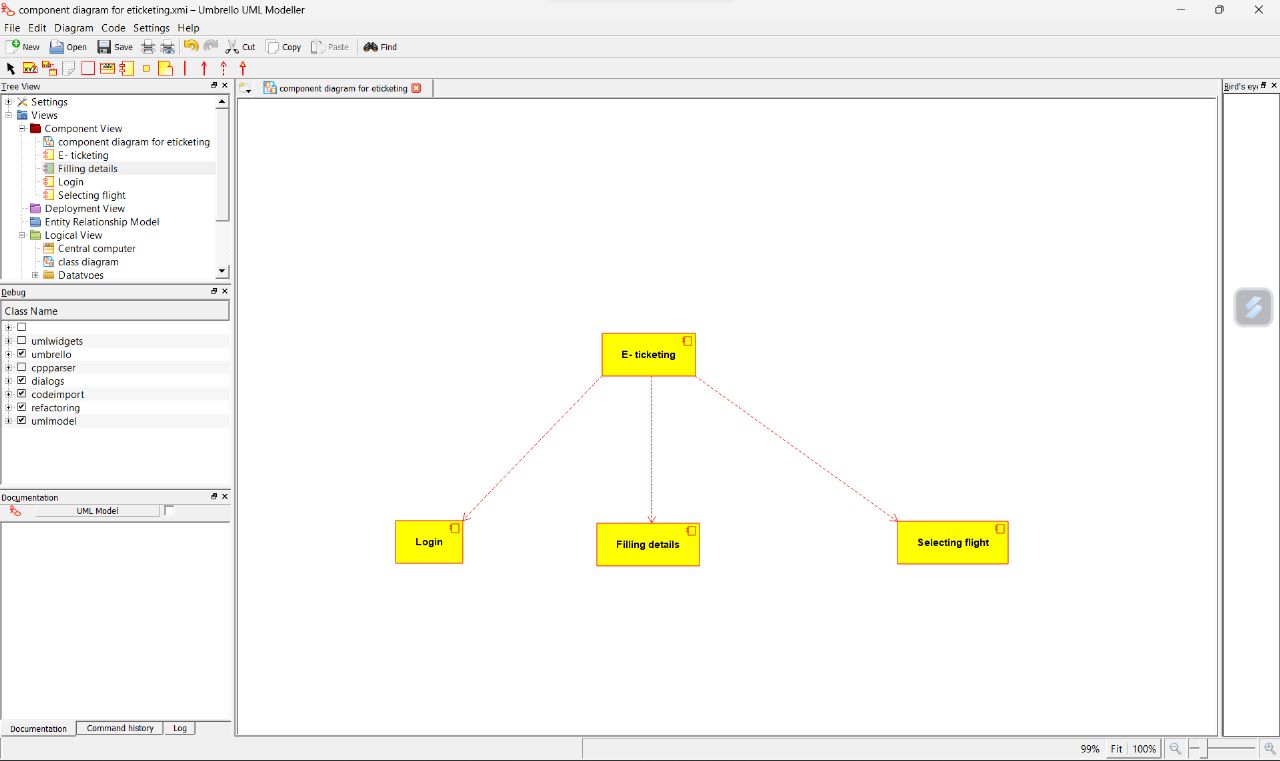 component diagram for eticketing.xmi – Umbrello UML Modeller
File Edit Diagram Code Settings Help
New Open Save Cut Copy Paste Find
Tree View
component diagram for eticketing
Bird's ey
Settings
Views
Component View
component diagram for eticketing
E- ticketing
Filling details
Login
Selecting flight
Deployment View
Entity Relationship Model
Logical View
Central computer
class diagram
Datatypes
Debug
Class Name
umlwidgets
umbrello
cppparser
dialogs
codeimport
refactoring
umlmodel
Documentation
UML Model
Documentation Command history Log
E- ticketing
Login
Filling details
Selecting flight
99% Fit 100%